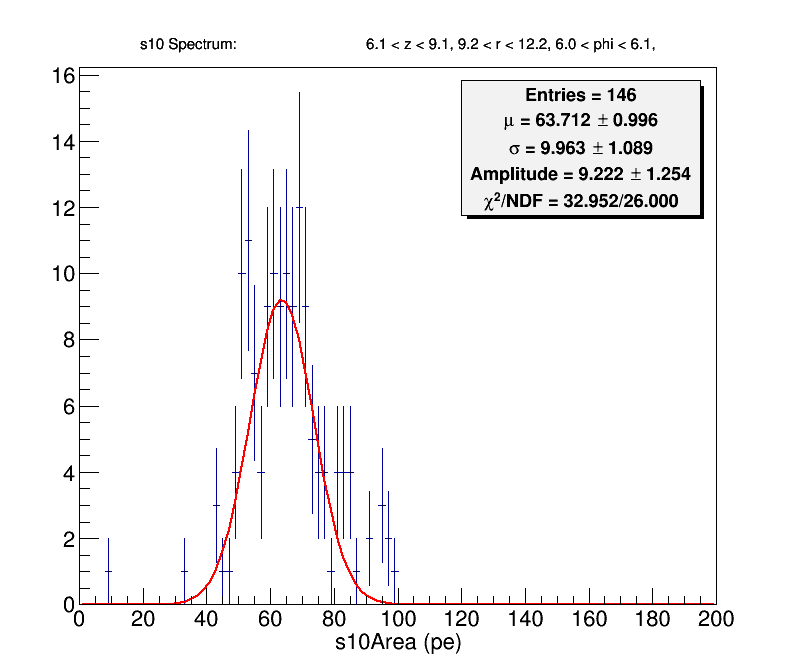 s10 Spectrum: 6.1 < z < 9.1, 9.2 < r < 12.2, 6.0 < phi < 6.1,
Entries = 146
μ = 63.712 ± 0.996
σ = 9.963 ± 1.089
Amplitude = 9.222 ± 1.254
χ²/NDF = 32.952/26.000
16
14
12
10
8
6
4
2
0
0 20 40 60 80 100 120 140 160 180 200
s10Area (pe)